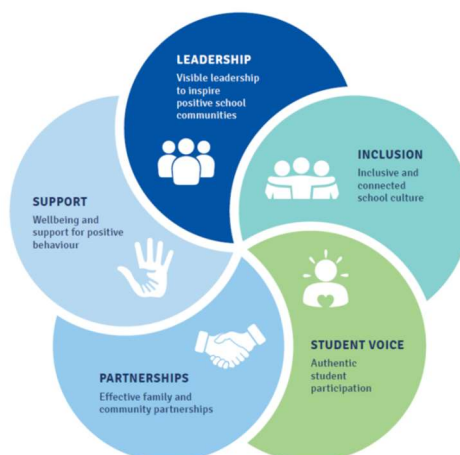 LEADERSHIP
Visible leadership
to inspire
positive school
communities
INCLUSION
Inclusive and
connected
school culture
STUDENT VOICE
Authentic
student
participation
PARTNERSHIPS
Effective family and
community partnerships
SUPPORT
Wellbeing and
support for positive
behaviour